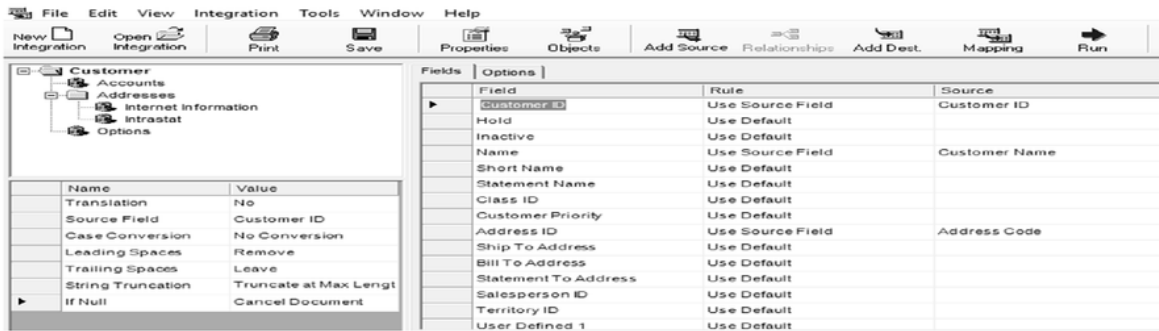 File Edit View Integration Tools Window Help
New Integration Open Integration Print Save Properties Objects Add Source Relationships Add Dest. Mapping Run
Customer
Accounts
Addresses
Internet Information
Intrastat
Options
Name Value
Translation No
Source Field Customer ID
Case Conversion No Conversion
Leading Spaces Remove
Trailing Spaces Leave
String Truncation Truncate at Max Lengt
If Null Cancel Document
Fields Options
Field Rule Source
Customer ID Use Source Field Customer ID
Hold Use Default
Inactive Use Default
Name Use Source Field Customer Name
Short Name Use Default
Statement Name Use Default
Class ID Use Default
Customer Priority Use Default
Address ID Use Source Field Address Code
Ship To Address Use Default
Bill To Address Use Default
Statement To Address Use Default
Salesperson ID Use Default
Territory ID Use Default
User Defined 1 Use Default